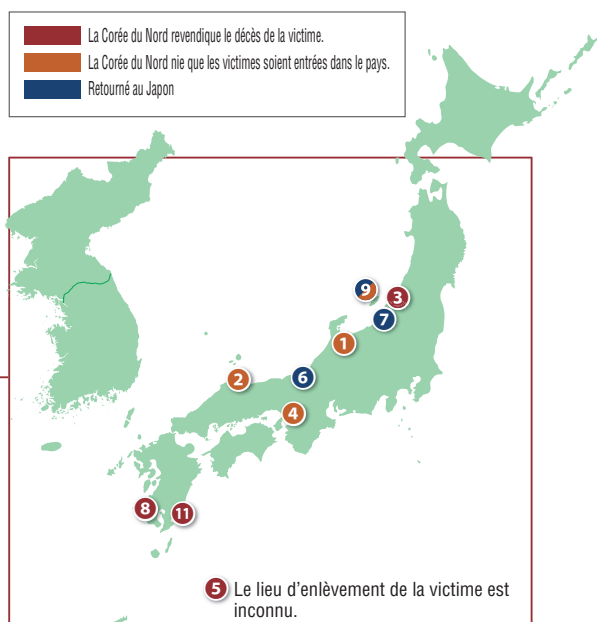 La Corée du Nord revendique le décès de la victime.
La Corée du Nord nie que les victimes soient entrées dans le pays.
Retourné au Japon
9
3
7
1
2
6
4
8
11
5 Le lieu d'enlèvement de la victime est
inconnu.